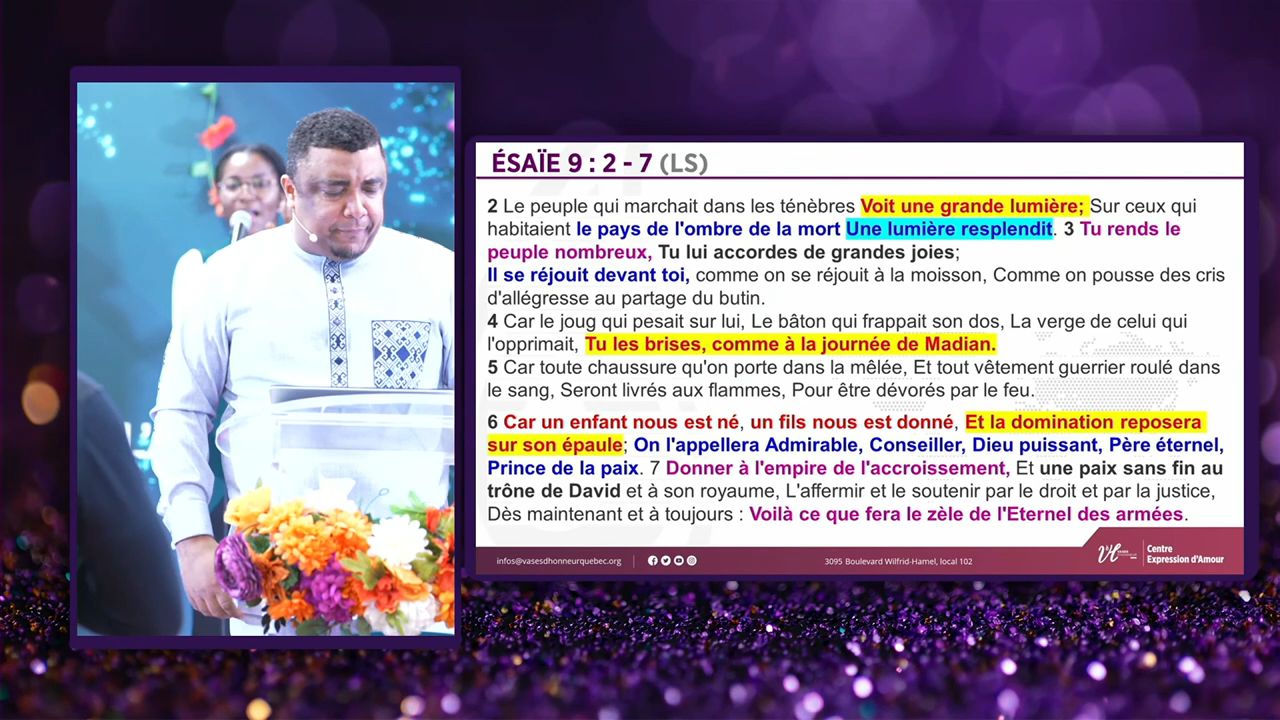 ÉSAÏE 9 : 2 - 7 (LS)
2 Le peuple qui marchait dans les ténèbres Voit une grande lumière; Sur ceux qui
habitaient le pays de l'ombre de la mort Une lumière resplendit. 3 Tu rends le
peuple nombreux, Tu lui accordes de grandes joies;
Il se réjouit devant toi, comme on se réjouit à la moisson, Comme on pousse des cris
d'allégresse au partage du butin.
4 Car le joug qui pesait sur lui, Le bâton qui frappait son dos, La verge de celui qui
l'opprimait, Tu les brises, comme à la journée de Madian.
5 Car toute chaussure qu'on porte dans la mêlée, Et tout vêtement guerrier roulé dans
le sang, Seront livrés aux flammes, Pour être dévorés par le feu.
6 Car un enfant nous est né, un fils nous est donné, Et la domination reposera
sur son épaule; On l'appellera Admirable, Conseiller, Dieu puissant, Père éternel,
Prince de la paix. 7 Donner à l'empire de l'accroissement, Et une paix sans fin au
trône de David et à son royaume, L'affermir et le soutenir par le droit et par la justice,
Dès maintenant et à toujours : Voilà ce que fera le zèle de l'Eternel des armées.
infos@vasesdhonneurquebec.org
3095 Boulevard Wilfrid-Hamel, local 102
Centre
Expression d'Amour